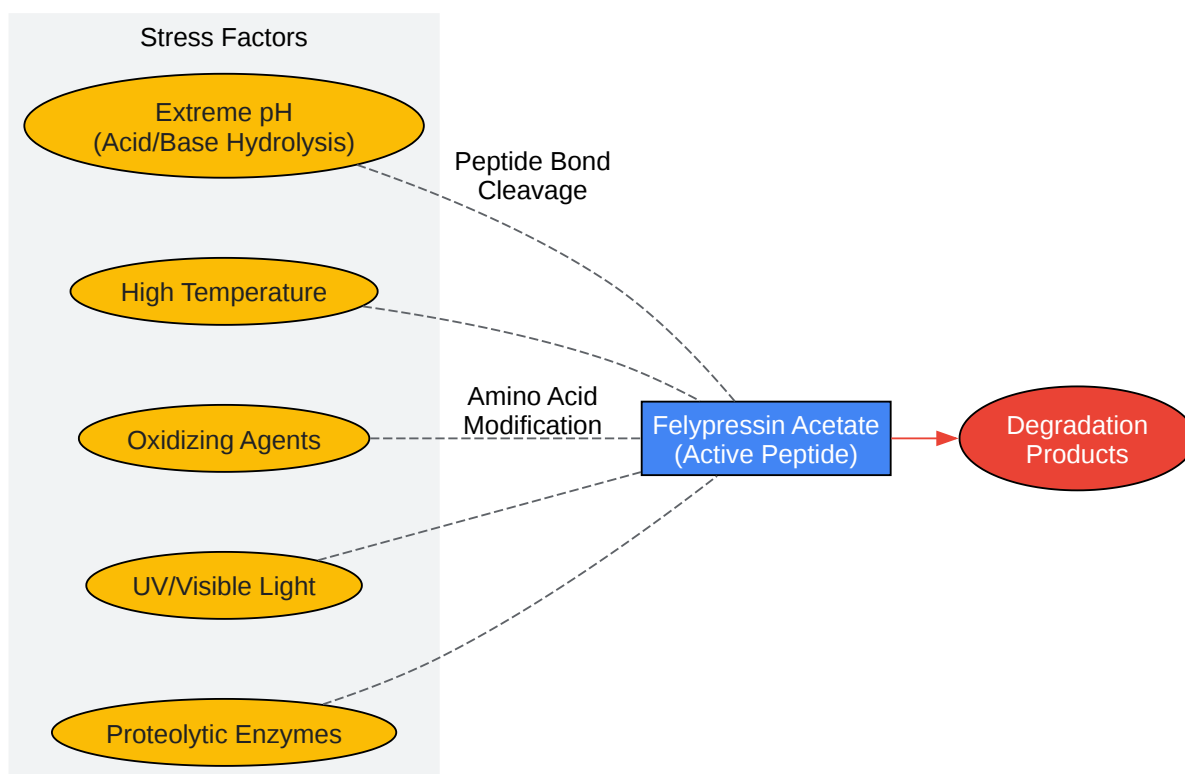 Stress Factors
Extreme pH
(Acid/Base Hydrolysis)
Peptide Bond
Cleavage
High Temperature
Amino Acid
Modification
Oxidizing Agents
Felypressin Acetate
(Active Peptide)
Degradation
Products
UV/Visible Light
Proteolytic Enzymes